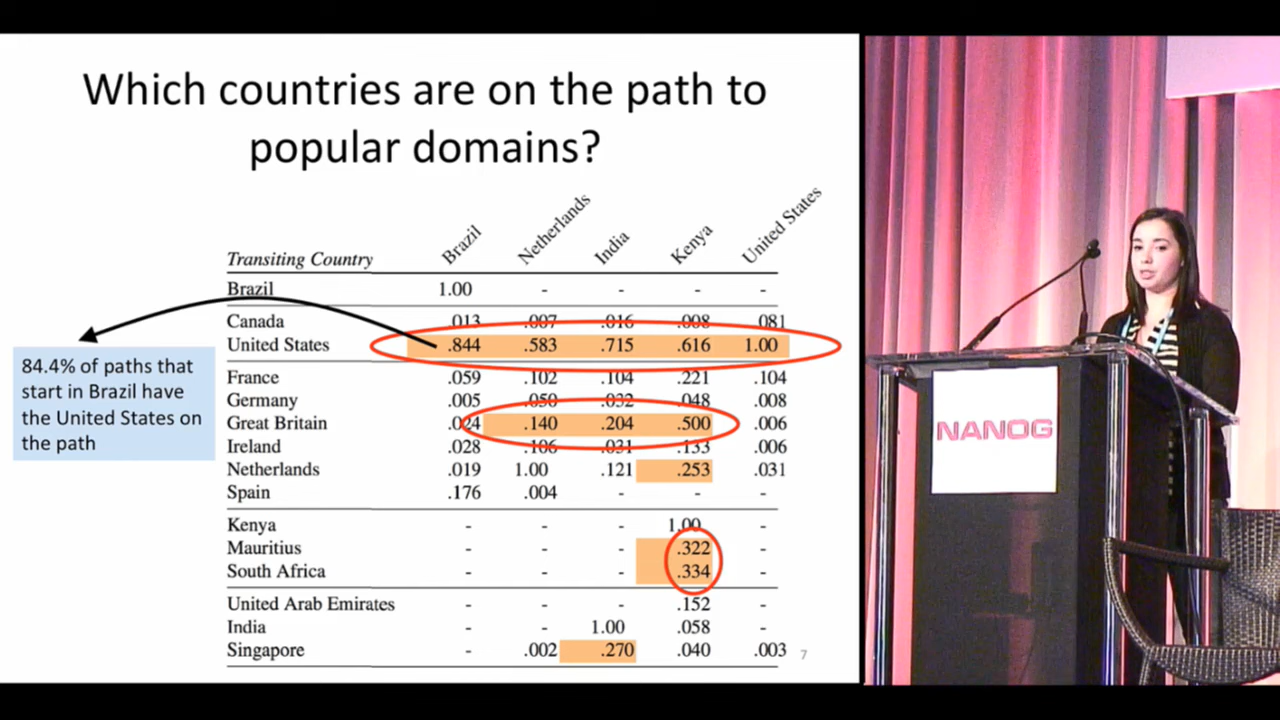 Which countries are on the path to
popular domains?
Transiting Country Brazil Netherlands India Kenya United States
Brazil 1.00 - - - -
Canada .013 .007 .016 .008 .081
United States .844 .583 .715 .616 1.00
France .059 .102 .104 .221 .104
Germany .005 .050 .032 .048 .008
Great Britain .024 .140 .204 .500 .006
Ireland .028 .106 .031 .133 .006
Netherlands .019 1.00 .121 .253 .031
Spain .176 .004 - - -
Kenya - - - 1.00 -
Mauritius - - - .322 -
South Africa - - - .334 -
United Arab Emirates - - - .152 -
India - - 1.00 .058 -
Singapore - .002 .270 .040 .003
84.4% of paths that
start in Brazil have
the United States on
the path
7
NANOG